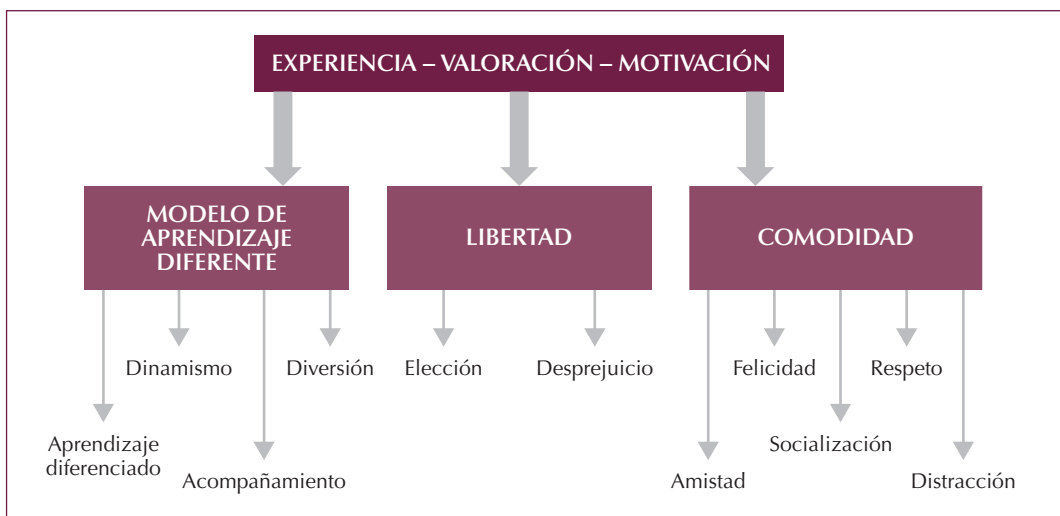 EXPERIENCIA – VALORACIÓN – MOTIVACIÓN
MODELO DE
APRENDIZAJE
DIFERENTE
LIBERTAD
COMODIDAD
Dinamismo
Diversión
Elección
Desprejuicio
Felicidad
Respeto
Aprendizaje
diferenciado
Socialización
Acompañamiento
Amistad
Distracción